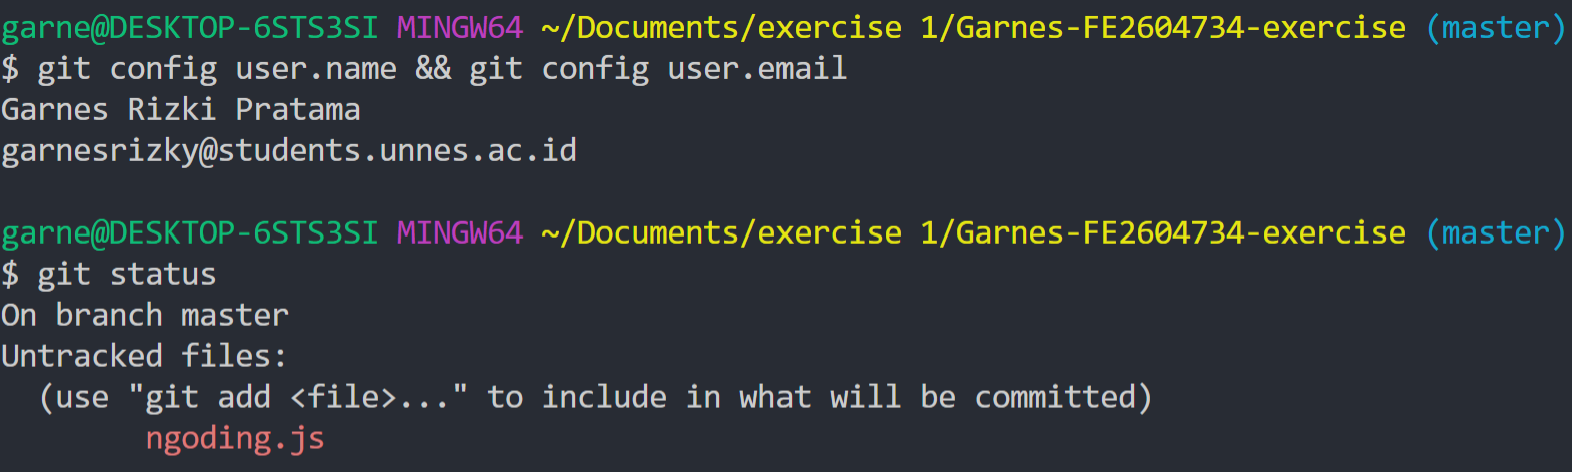 garne@DESKTOP-6STS3SI MINGW64 ~/Documents/exercise 1/Garnes-FE2604734-exercise (master)
$ git config user.name && git config user.email
Garnes Rizki Pratama
garnesrizky@students.unnes.ac.id

garne@DESKTOP-6STS3SI MINGW64 ~/Documents/exercise 1/Garnes-FE2604734-exercise (master)
$ git status
On branch master
Untracked files:
  (use "git add <file>..." to include in what will be committed)
        ngoding.js